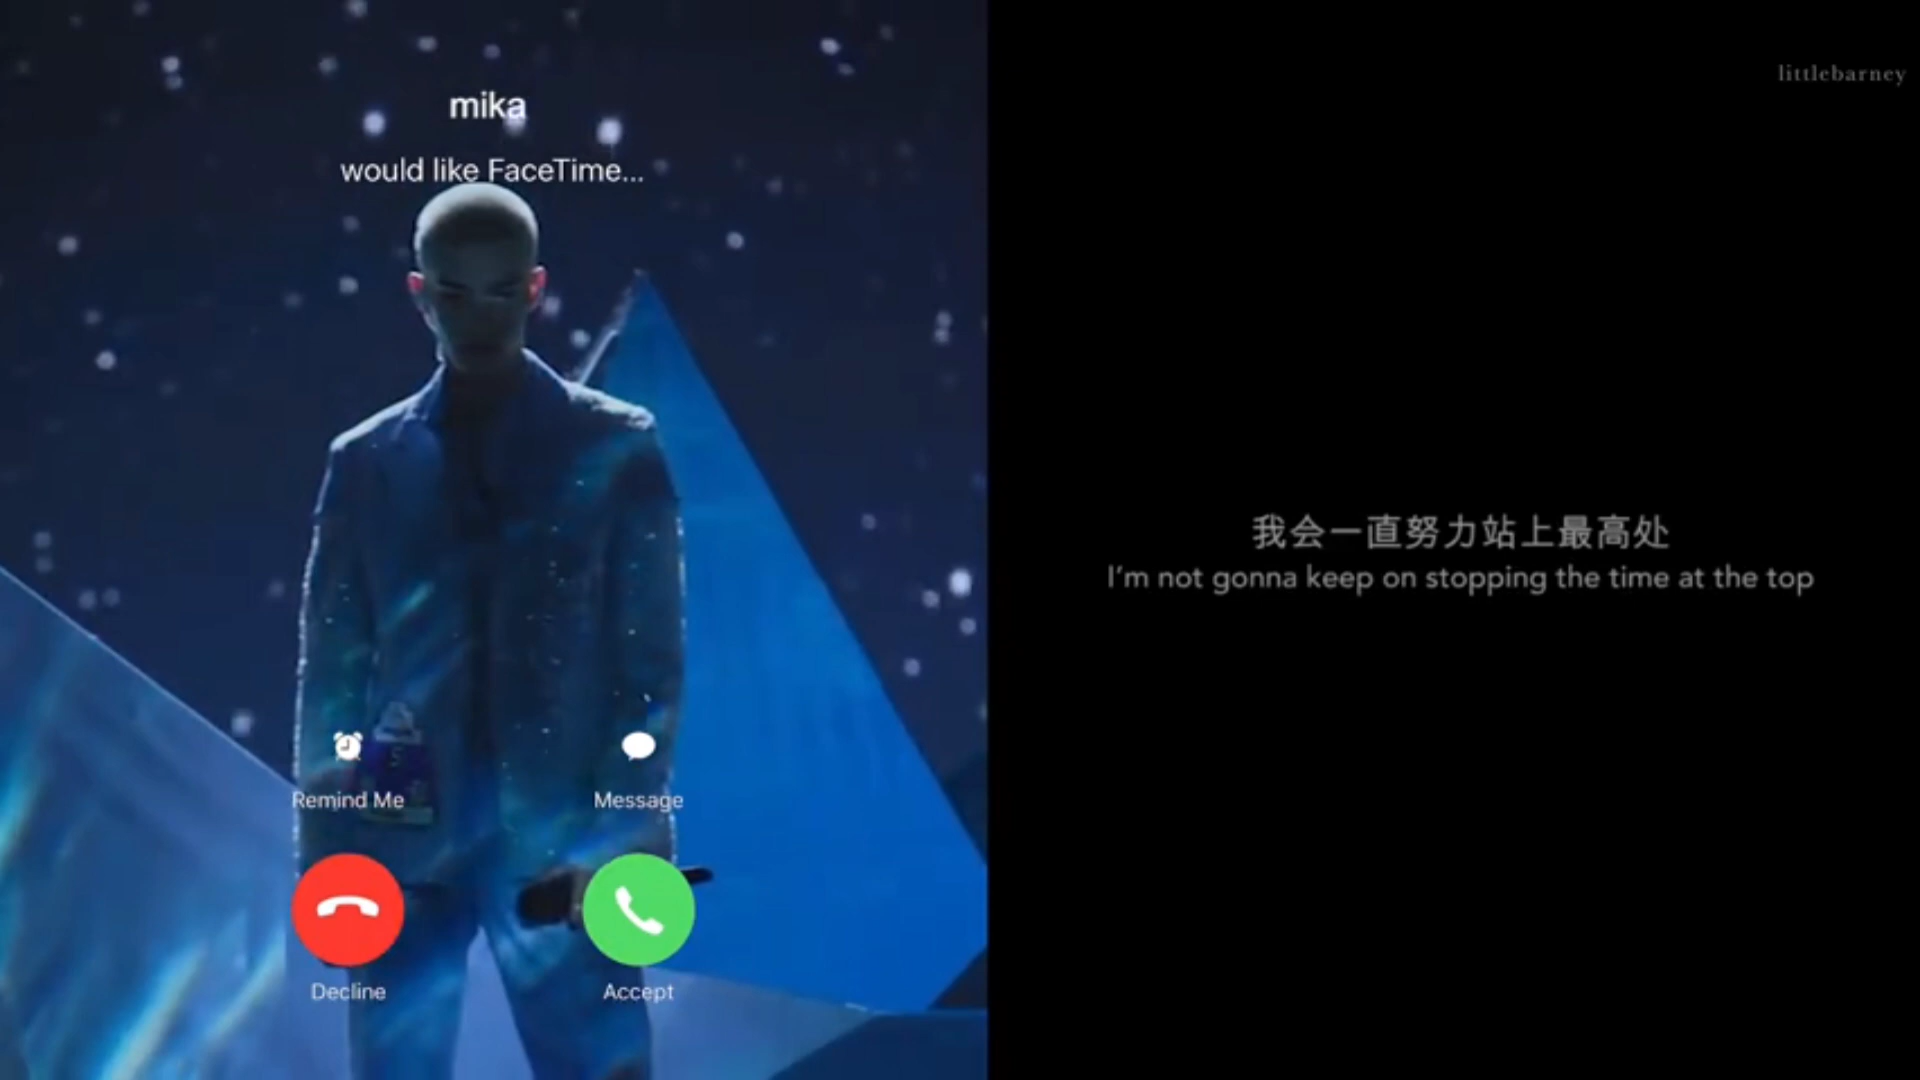 mika
would like FaceTime...
Remind Me
Message
Decline
Accept
littlebarney
我会一直努力站上最高处
I'm not gonna keep on stopping the time at the top